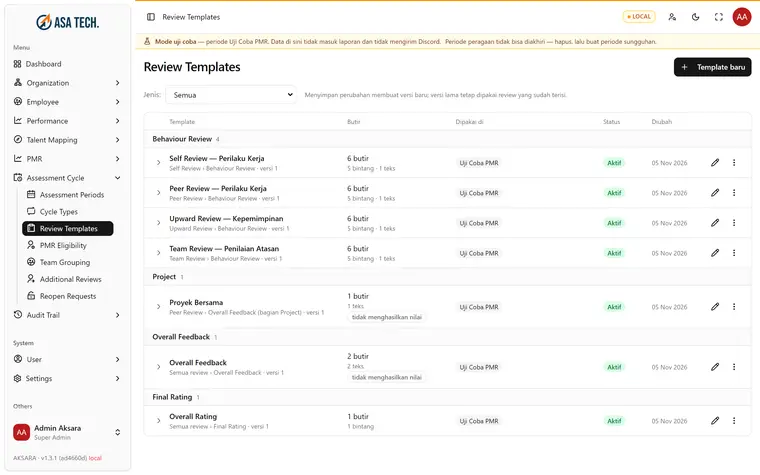 ASA TECH.
Menu
Dashboard
Organization
Employee
Performance
Talent Mapping
PMR
Assessment Cycle
Assessment Periods
Cycle Types
Review Templates
PMR Eligibility
Team Grouping
Additional Reviews
Reopen Requests
Audit Trail
System
User
Settings
Others
AA
Admin Aksara
Super Admin
AKSARA - v1.3.1 (ed4660d) local
Review Templates
LOCAL
AA
Mode uji coba — periode Uji Coba PMR. Data di sini tidak masuk laporan dan tidak mengirim Discord. Periode peragaan tidak bisa diakhiri — hapus, lalu buat periode sungguhan.
Review Templates
+ Template baru
Jenis: Semua
Menyimpan perubahan membuat versi baru; versi lama tetap dipakai review yang sudah terisi.
Template Butir Dipakai di Status Diubah
Behaviour Review 4
Self Review — Perilaku Kerja 6 butir Uji Coba PMR Aktif 05 Nov 2026
Self Review › Behaviour Review · versi 1 5 bintang · 1 teks
Peer Review — Perilaku Kerja 6 butir Uji Coba PMR Aktif 05 Nov 2026
Peer Review › Behaviour Review · versi 1 5 bintang · 1 teks
Upward Review — Kepemimpinan 6 butir Uji Coba PMR Aktif 05 Nov 2026
Upward Review › Behaviour Review · versi 1 5 bintang · 1 teks
Team Review — Penilaian Atasan 6 butir Uji Coba PMR Aktif 05 Nov 2026
Team Review › Behaviour Review · versi 1 5 bintang · 1 teks
Project 1
Proyek Bersama 1 butir Uji Coba PMR Aktif 05 Nov 2026
Peer Review › Overall Feedback (bagian Project) · versi 1 1 teks
tidak menghasilkan nilai
Overall Feedback 1
Overall Feedback 2 butir Uji Coba PMR Aktif 05 Nov 2026
Semua review › Overall Feedback · versi 1 2 teks
tidak menghasilkan nilai
Final Rating 1
Overall Rating 1 butir Uji Coba PMR Aktif 05 Nov 2026
Semua review › Final Rating · versi 1 1 bintang